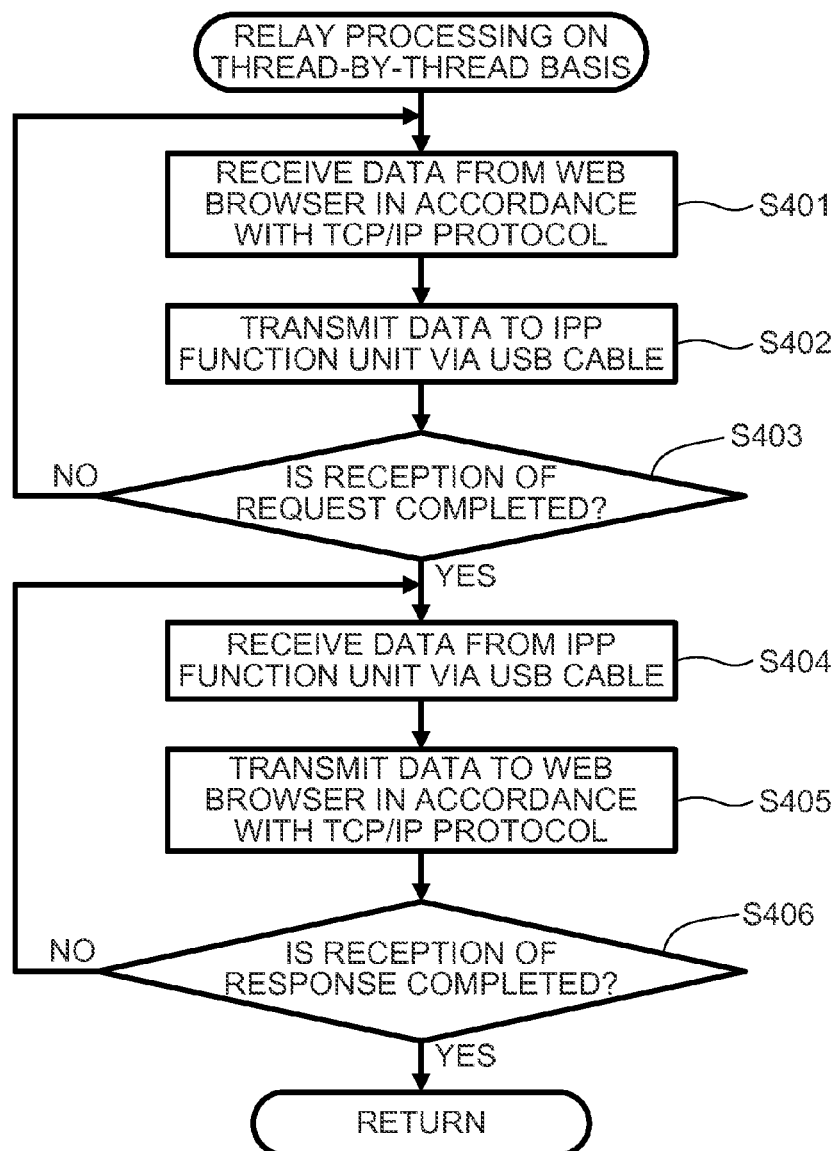 RELAY PROCESSING ON
THREAD-BY-THREAD BASIS
RECEIVE DATA FROM WEB
BROWSER IN ACCORDANCE
WITH TCP/IP PROTOCOL
S401
TRANSMIT DATA TO IPP
FUNCTION UNIT VIA USB CABLE
S402
S403
NO
IS RECEPTION OF
REQUEST COMPLETED?
YES
RECEIVE DATA FROM IPP
FUNCTION UNIT VIA USB CABLE
S404
TRANSMIT DATA TO WEB
BROWSER IN ACCORDANCE
WITH TCP/IP PROTOCOL
S405
S406
NO
IS RECEPTION OF
RESPONSE COMPLETED?
YES
RETURN